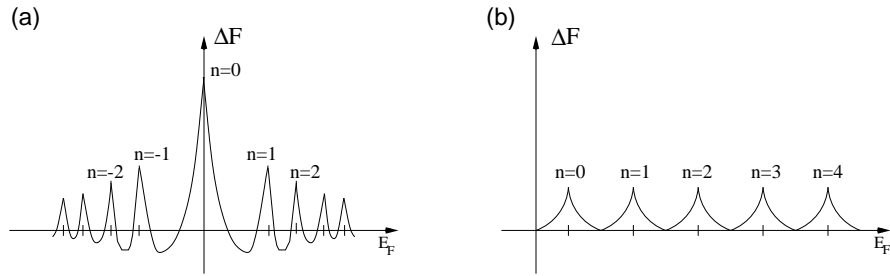 (a)
ΔF
n=0
n=-2 n=-1 n=1 n=2
E_F
(b)
ΔF
n=0 n=1 n=2 n=3 n=4
E_F